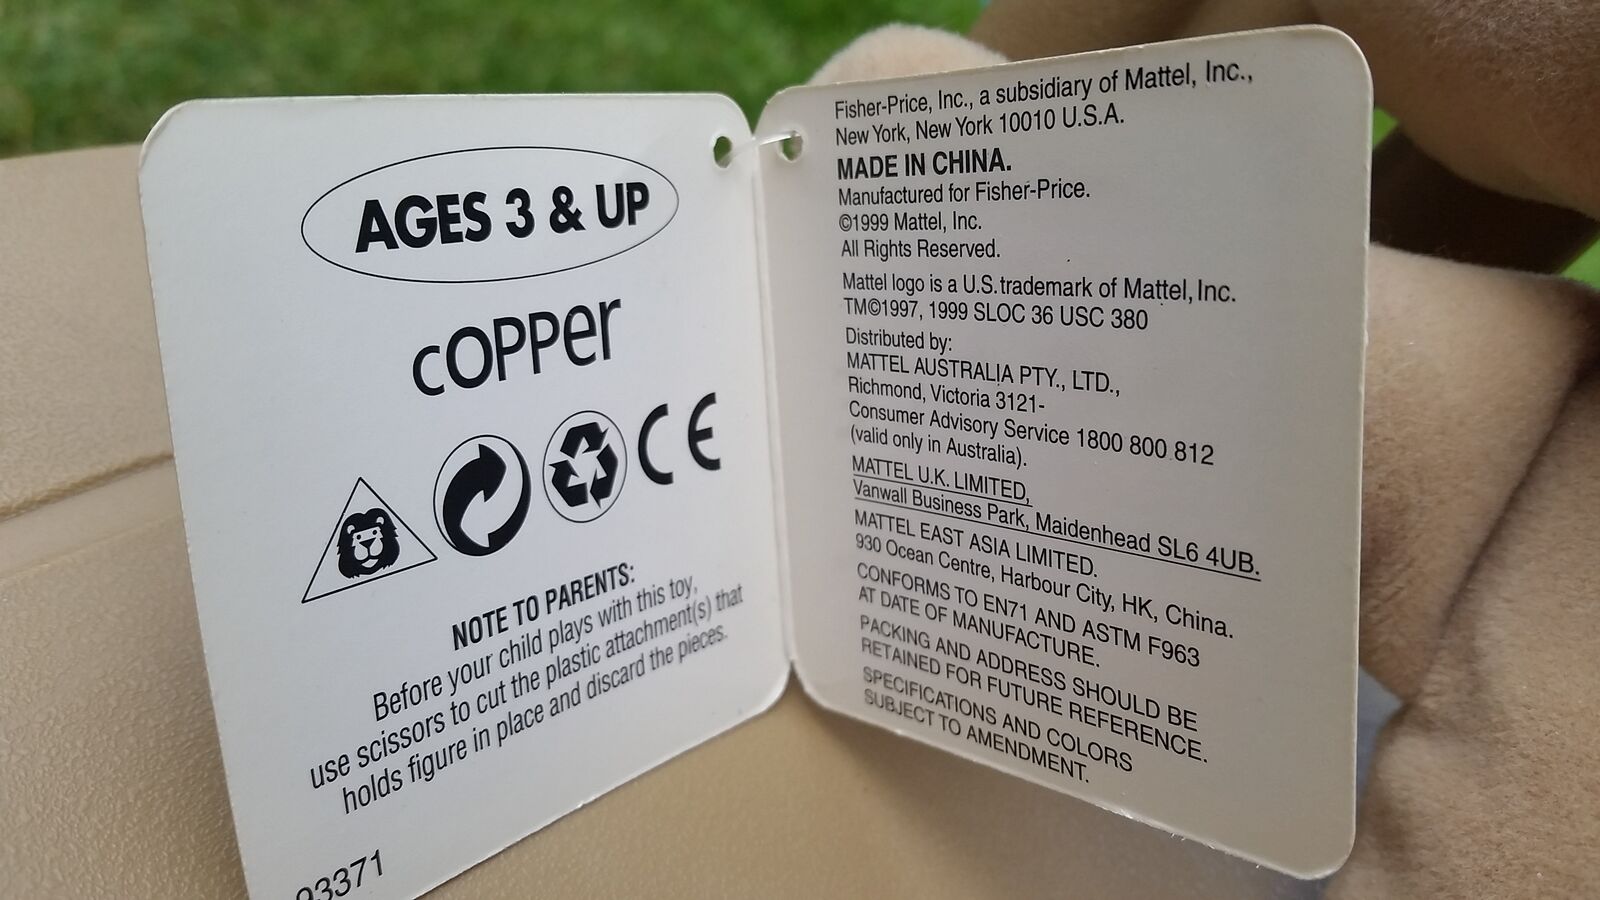 AGES 3 & UP
COPPer
CE
NOTE TO PARENTS:
Before your child plays with this toy,
use scissors to cut the plastic attachment(s) that
holds figure in place and discard the pieces.
93371
Fisher-Price, Inc., a subsidiary of Mattel, Inc.,
New York, New York 10010 U.S.A.
MADE IN CHINA.
Manufactured for Fisher-Price.
©1999 Mattel, Inc.
All Rights Reserved.
Mattel logo is a U.S. trademark of Mattel, Inc.
TM©1997, 1999 SLOC 36 USC 380
Distributed by:
MATTEL AUSTRALIA PTY., LTD.,
Richmond, Victoria 3121-
Consumer Advisory Service 1800 800 812
(valid only in Australia).
MATTEL U.K. LIMITED,
Vanwall Business Park, Maidenhead SL6 4UB.
MATTEL EAST ASIA LIMITED.
930 Ocean Centre, Harbour City, HK, China.
CONFORMS TO EN71 AND ASTM F963
AT DATE OF MANUFACTURE.
PACKING AND ADDRESS SHOULD BE
RETAINED FOR FUTURE REFERENCE.
SPECIFICATIONS AND COLORS
SUBJECT TO AMENDMENT.